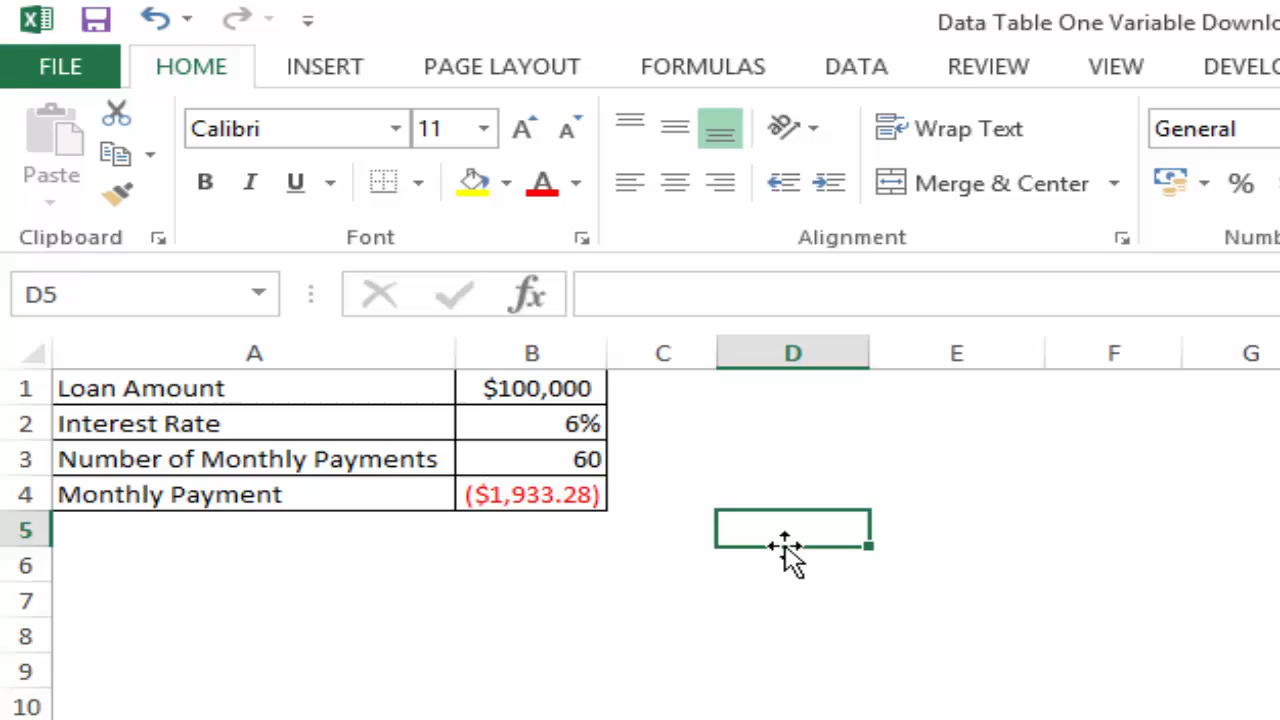 Data Table One Variable Downlo
FILE HOME INSERT PAGE LAYOUT FORMULAS DATA REVIEW VIEW DEVELO
Calibri 11 A A Wrap Text General
Paste B I U A Merge & Center %
Clipboard Font Alignment Numb
D5 fx
A B C D E F G
1 Loan Amount $100,000
2 Interest Rate 6%
3 Number of Monthly Payments 60
4 Monthly Payment ($1,933.28)
5
6
7
8
9
10